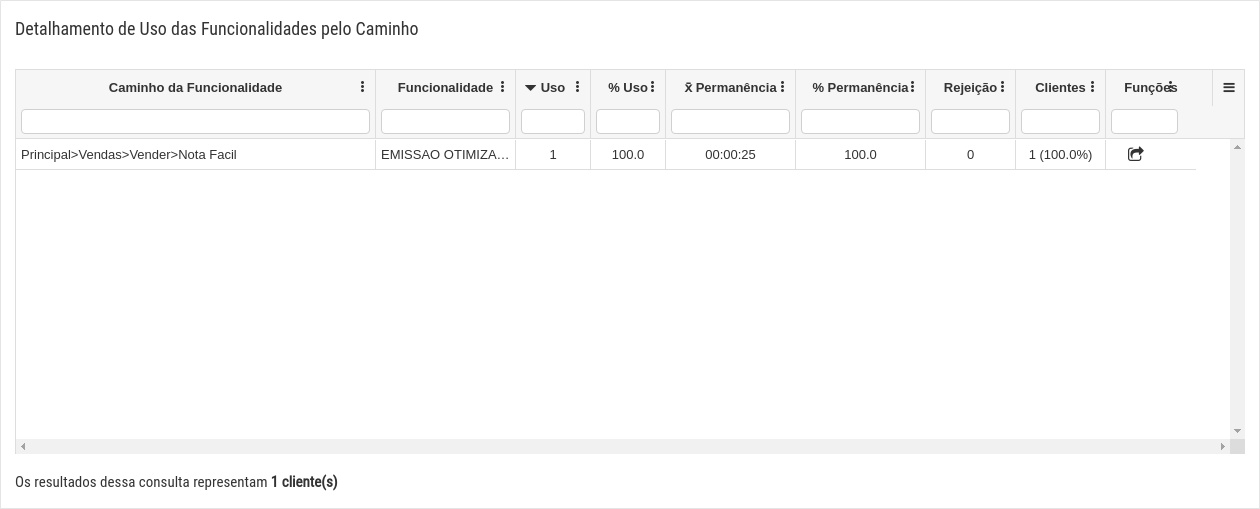 Detalhamento de Uso das Funcionalidades pelo Caminho
Caminho da Funcionalidade Funcionalidade Uso % Uso x̄ Permanência % Permanência Rejeição Clientes Funções
Principal>Vendas>Vender>Nota Facil EMISSAO OTIMIZA… 1 100.0 00:00:25 100.0 0 1 (100.0%)
Os resultados dessa consulta representam 1 cliente(s)